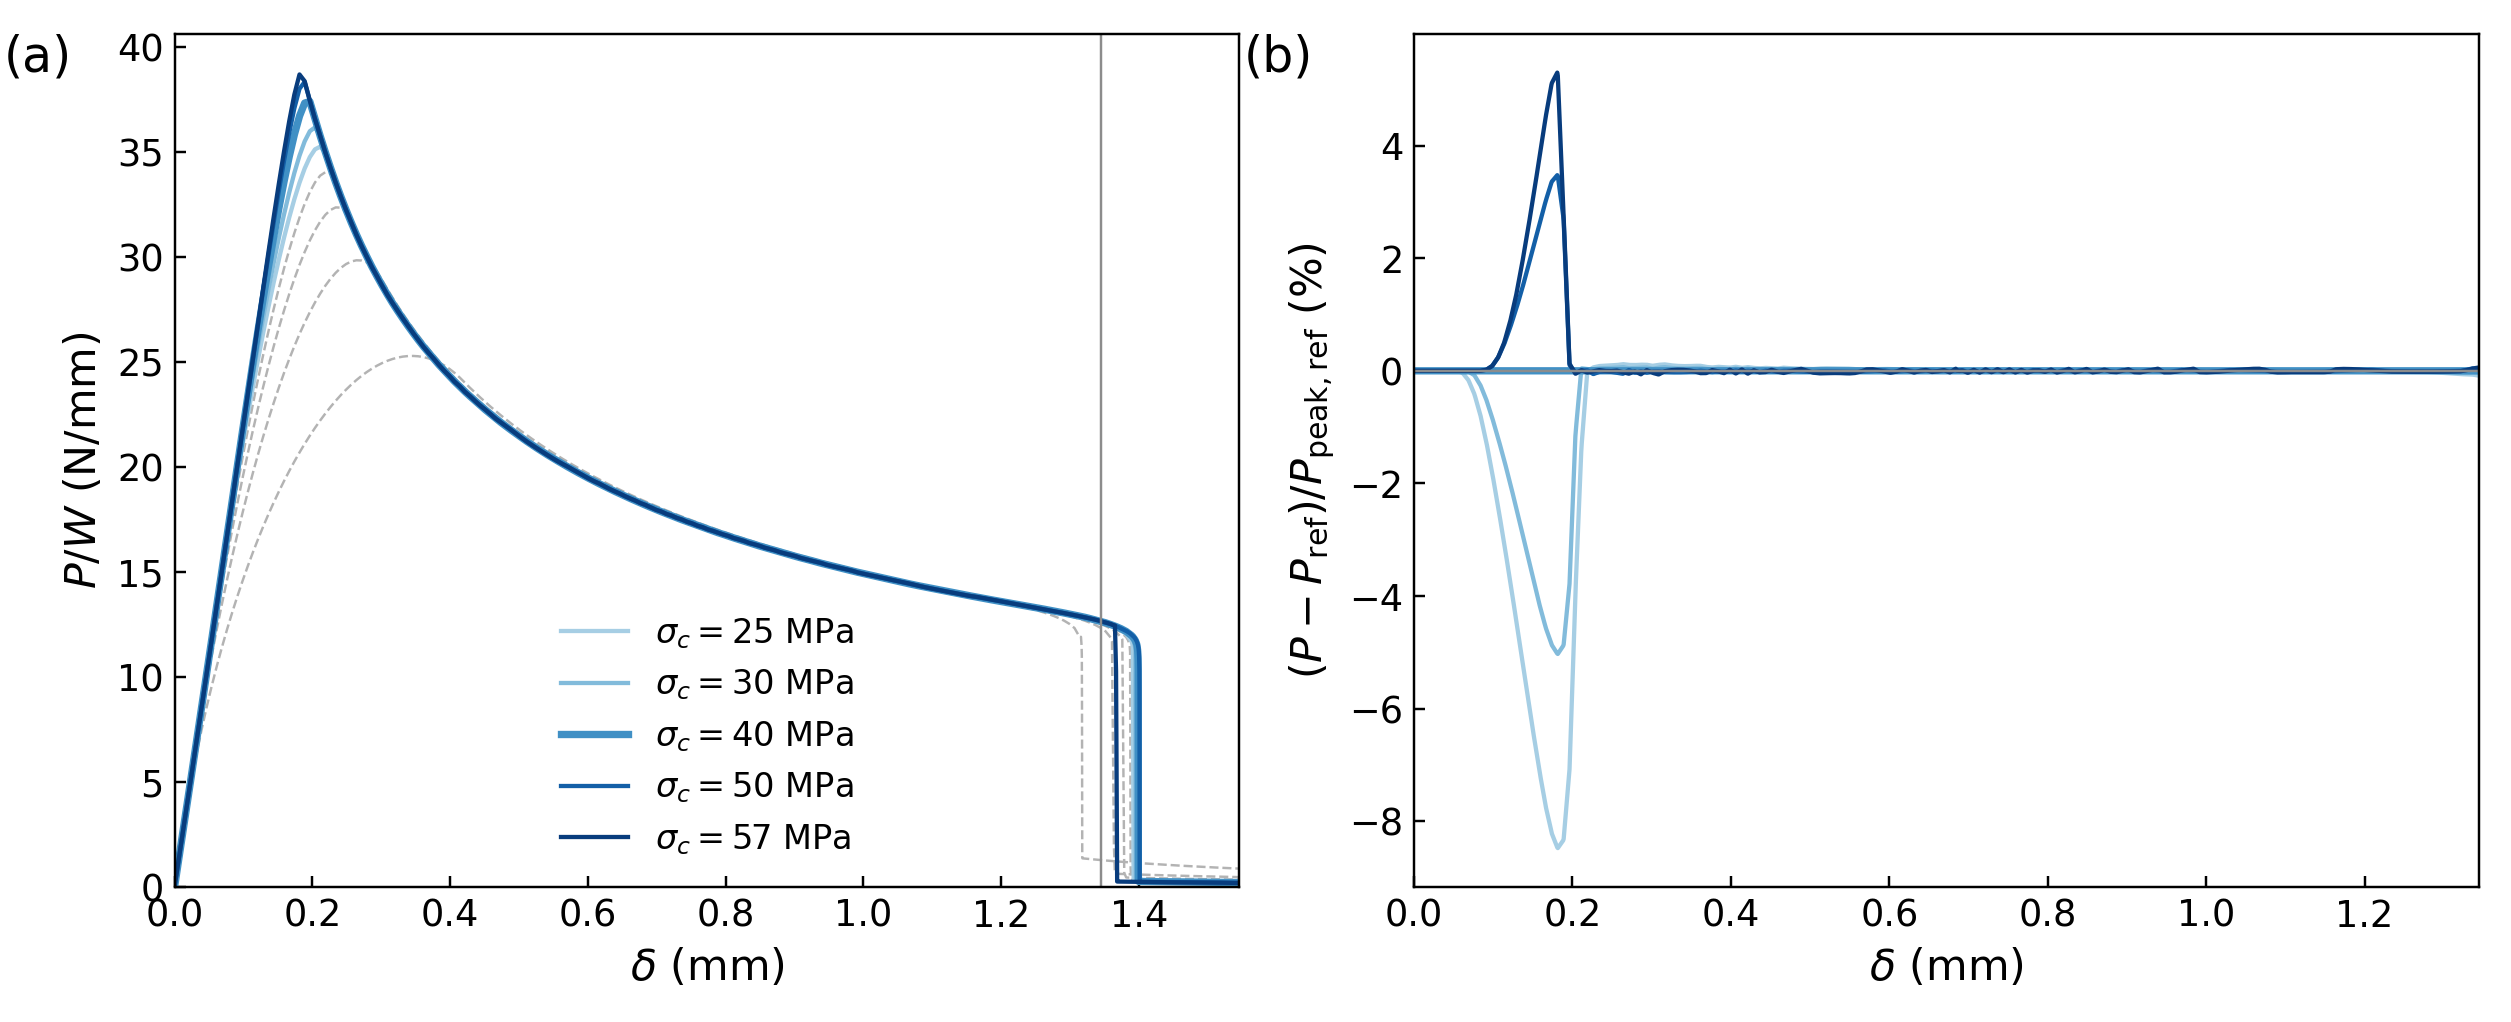 (a)
40
35
30
25
20
15
10
5
0
P/W (N/mm)
0.0 0.2 0.4 0.6 0.8 1.0 1.2 1.4
δ (mm)
σc = 25 MPa
σc = 30 MPa
σc = 40 MPa
σc = 50 MPa
σc = 57 MPa
(b)
4
2
0
−2
−4
−6
−8
(P − Pref)/Ppeak, ref (%)
0.0 0.2 0.4 0.6 0.8 1.0 1.2
δ (mm)